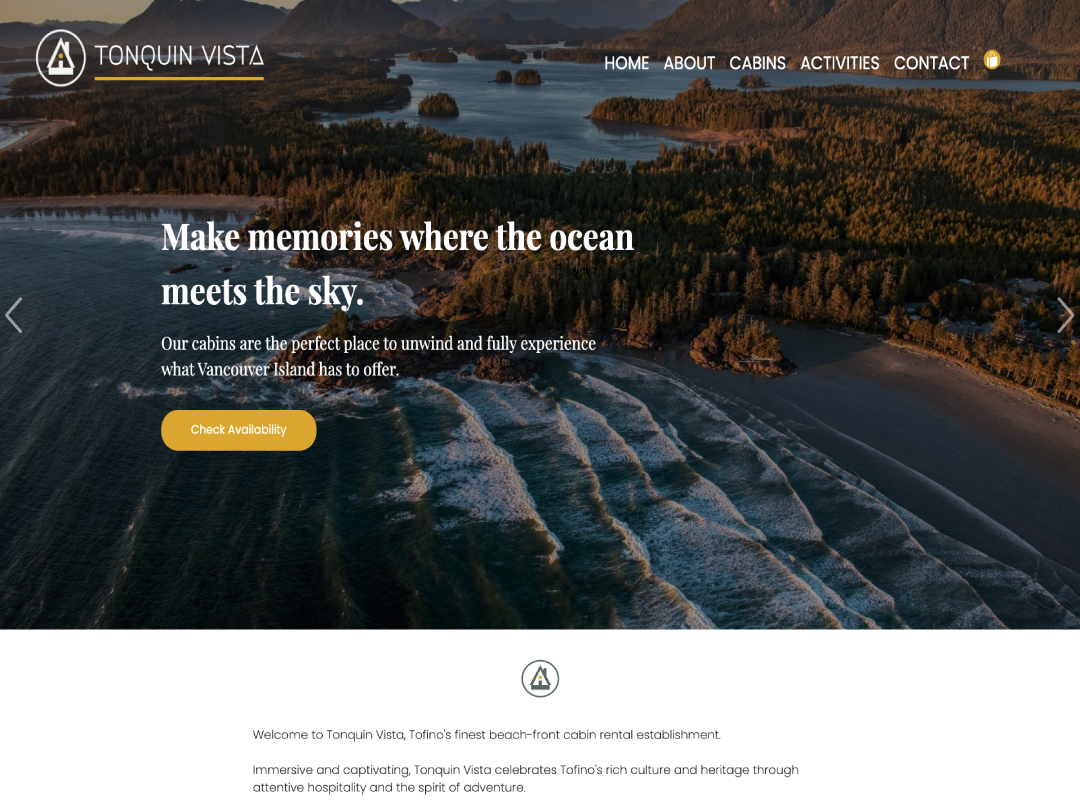 TONQUIN VISTA
HOME ABOUT CABINS ACTIVITIES CONTACT
Make memories where the ocean
meets the sky.
Our cabins are the perfect place to unwind and fully experience
what Vancouver Island has to offer.
Check Availability
Welcome to Tonquin Vista, Tofino's finest beach-front cabin rental establishment.
Immersive and captivating, Tonquin Vista celebrates Tofino's rich culture and heritage through
attentive hospitality and the spirit of adventure.